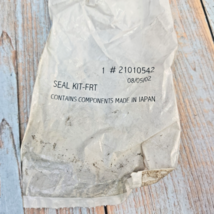 1 # 21010542
08/05/02
SEAL KIT-FRT
CONTAINS COMPONENTS MADE IN JAPAN